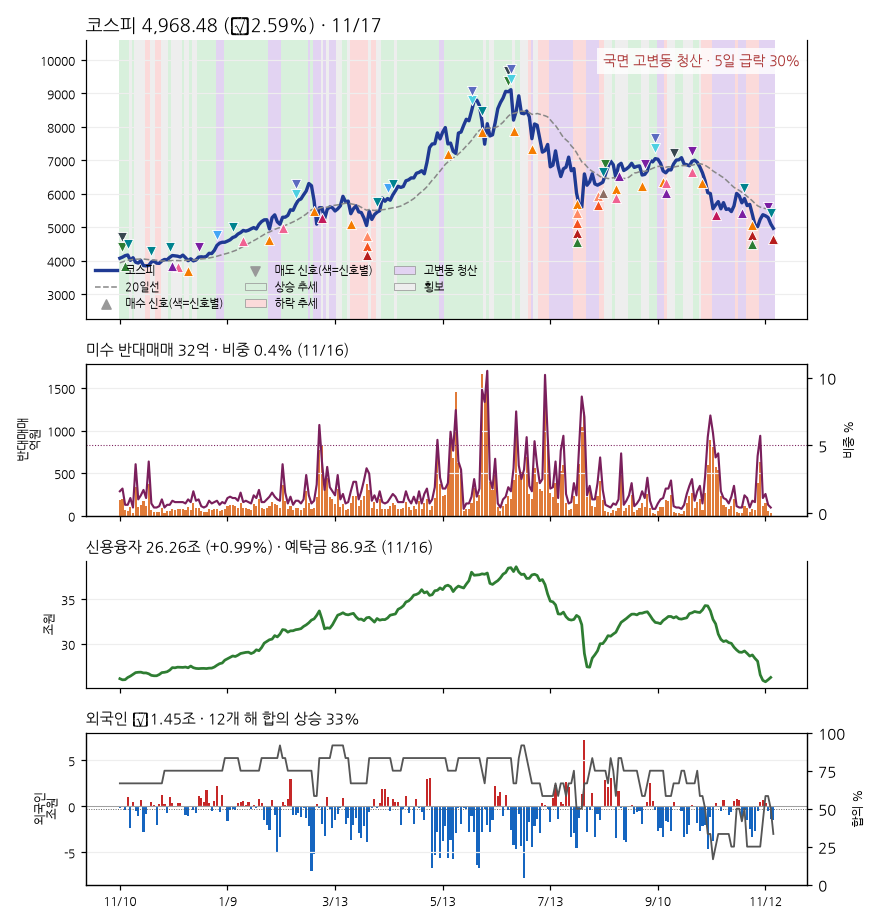 코스피 4,968.48 (☑2.59%) · 11/17
국면 고변동 청산 · 5일 급락 30%
10000
9000
8000
7000
6000
5000
4000
3000
코스피
20일선
매수 신호(색=신호별)
매도 신호(색=신호별)
상승 추세
하락 추세
고변동 청산
횡보
미수 반대매매 32억 · 비중 0.4% (11/16)
반대매매
억원
1500
1000
500
0
10
5
0
비중 %
신용융자 26.26조 (+0.99%) · 예탁금 86.9조 (11/16)
조원
35
30
외국인 ☑1.45조 · 12개 해 합의 상승 33%
외국인
조원
5
0
-5
100
75
50
25
0
합의 %
11/10
1/9
3/13
5/13
7/13
9/10
11/12